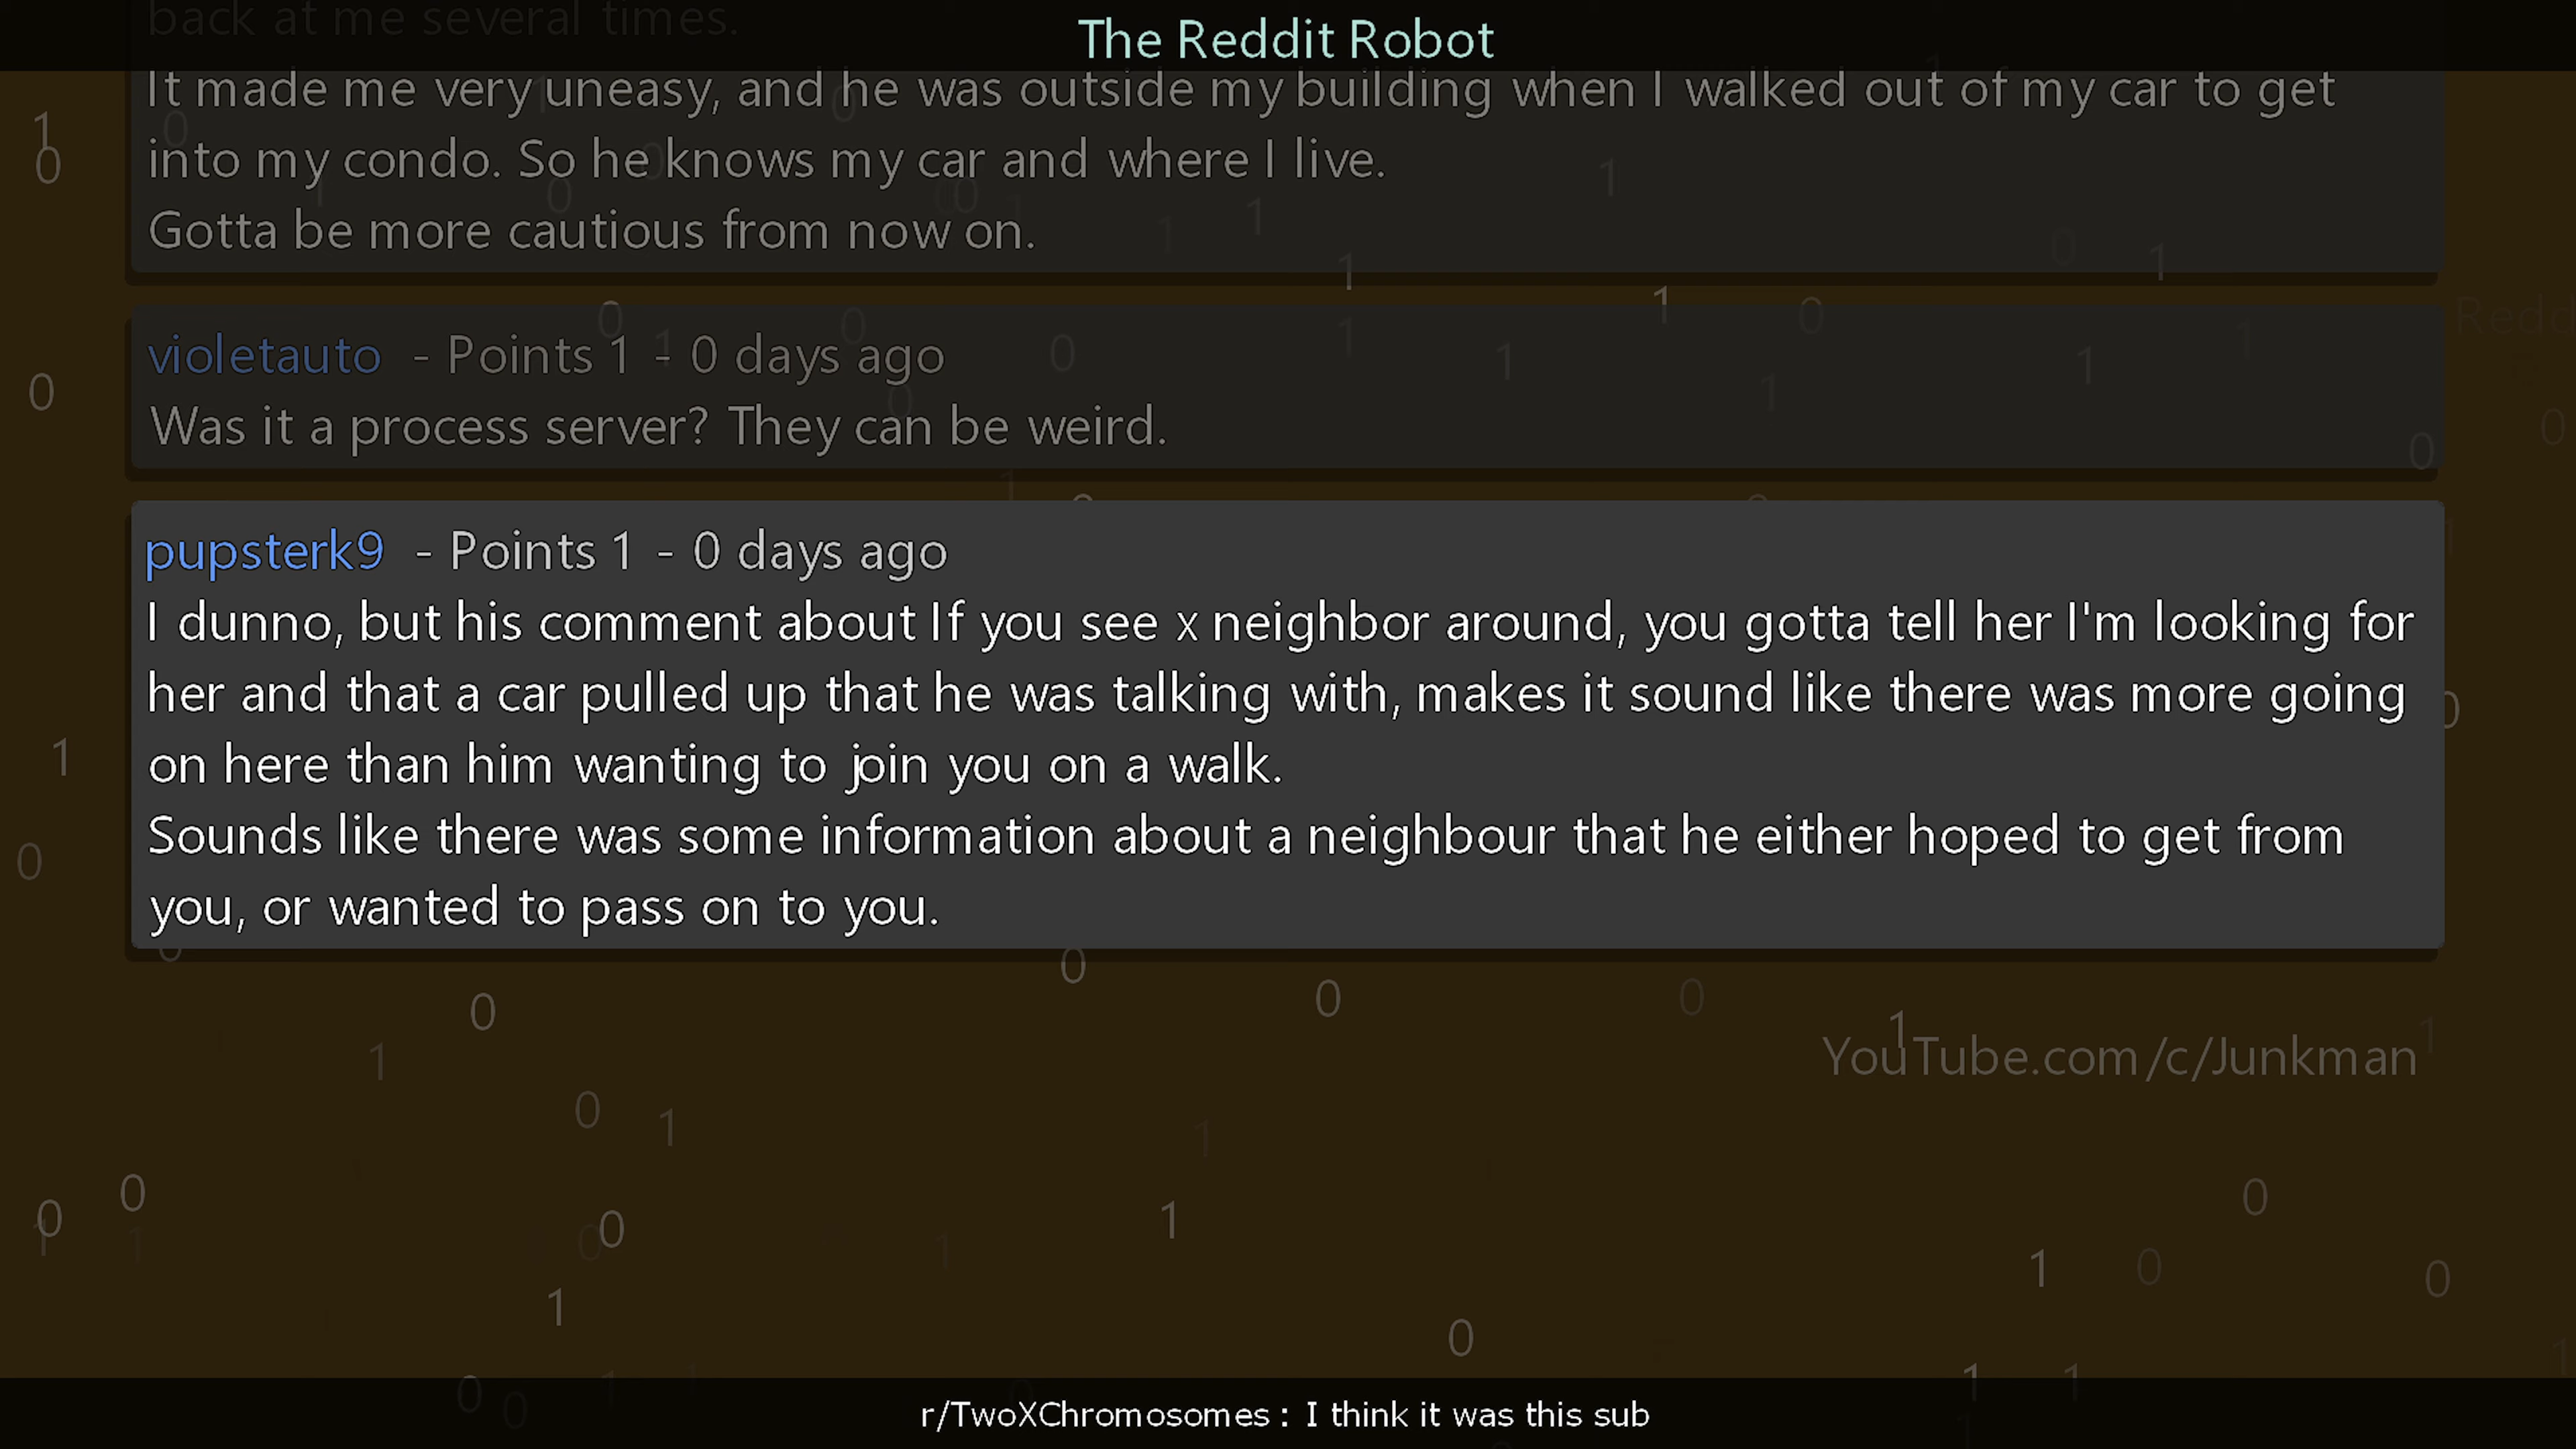 back at me several times.
The Reddit Robot
It made me very uneasy, and he was outside my building when I walked out of my car to get
into my condo. So he knows my car and where I live.
Gotta be more cautious from now on.
violetauto - Points 1 - 0 days ago
Was it a process server? They can be weird.
pupsterk9 - Points 1 - 0 days ago
I dunno, but his comment about If you see x neighbor around, you gotta tell her I'm looking for
her and that a car pulled up that he was talking with, makes it sound like there was more going
on here than him wanting to join you on a walk.
Sounds like there was some information about a neighbour that he either hoped to get from
you, or wanted to pass on to you.
YouTube.com/c/Junkman
r/TwoXChromosomes : I think it was this sub